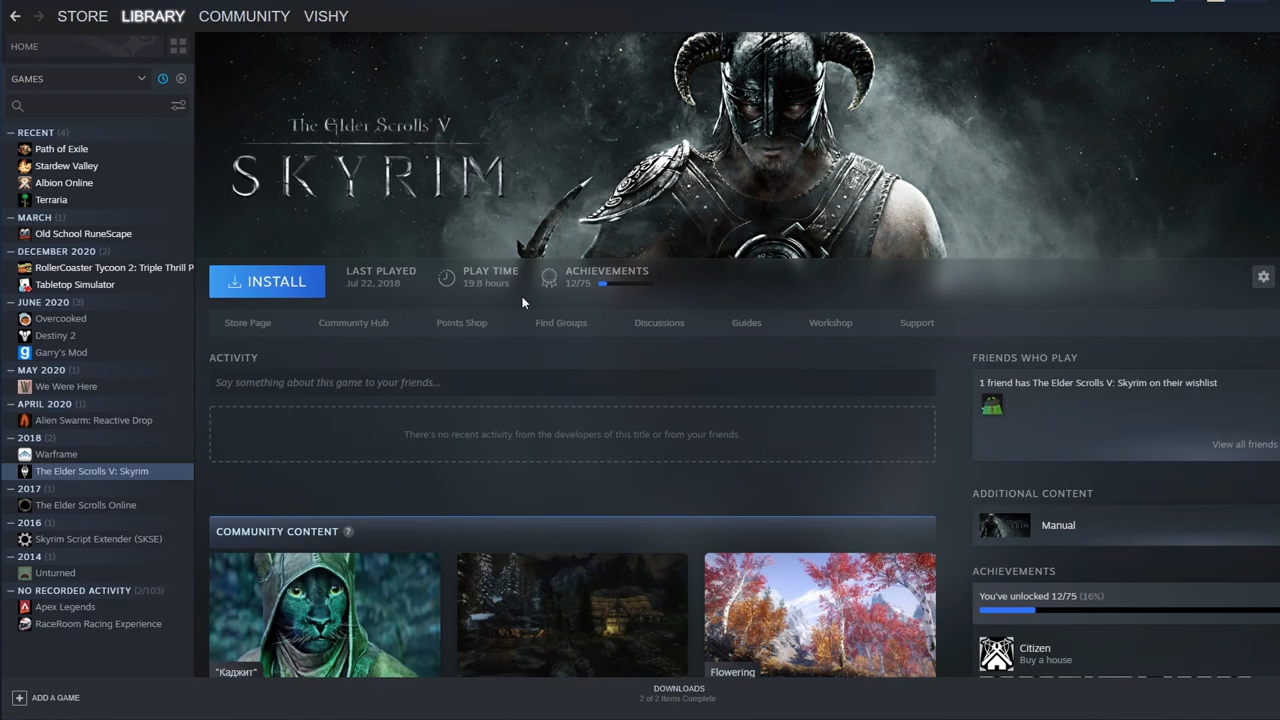 STORE LIBRARY COMMUNITY VISHY
HOME
GAMES
— RECENT (4)
Path of Exile
Stardew Valley
Albion Online
Terraria
— MARCH (1)
Old School RuneScape
— DECEMBER 2020 (2)
RollerCoaster Tycoon 2: Triple Thrill P
Tabletop Simulator
— JUNE 2020 (3)
Overcooked
Destiny 2
Garry's Mod
— MAY 2020 (1)
We Were Here
— APRIL 2020 (1)
Alien Swarm: Reactive Drop
— 2018 (2)
Warframe
The Elder Scrolls V: Skyrim
— 2017 (1)
The Elder Scrolls Online
— 2016 (1)
Skyrim Script Extender (SKSE)
— 2014 (1)
Unturned
— NO RECORDED ACTIVITY (2/103)
Apex Legends
RaceRoom Racing Experience
+ ADD A GAME
The Elder Scrolls V
SKYRIM
INSTALL
LAST PLAYED
Jul 22, 2018
PLAY TIME
19.8 hours
ACHIEVEMENTS
12/75
Store Page Community Hub Points Shop Find Groups Discussions Guides Workshop Support
ACTIVITY
Say something about this game to your friends...
There's no recent activity from the developers of this title or from your friends.
COMMUNITY CONTENT ?
"Каджит"
Flowering
FRIENDS WHO PLAY
1 friend has The Elder Scrolls V: Skyrim on their wishlist
View all friends
ADDITIONAL CONTENT
Manual
ACHIEVEMENTS
You've unlocked 12/75 (16%)
Citizen
Buy a house
DOWNLOADS
2 of 2 Items Complete